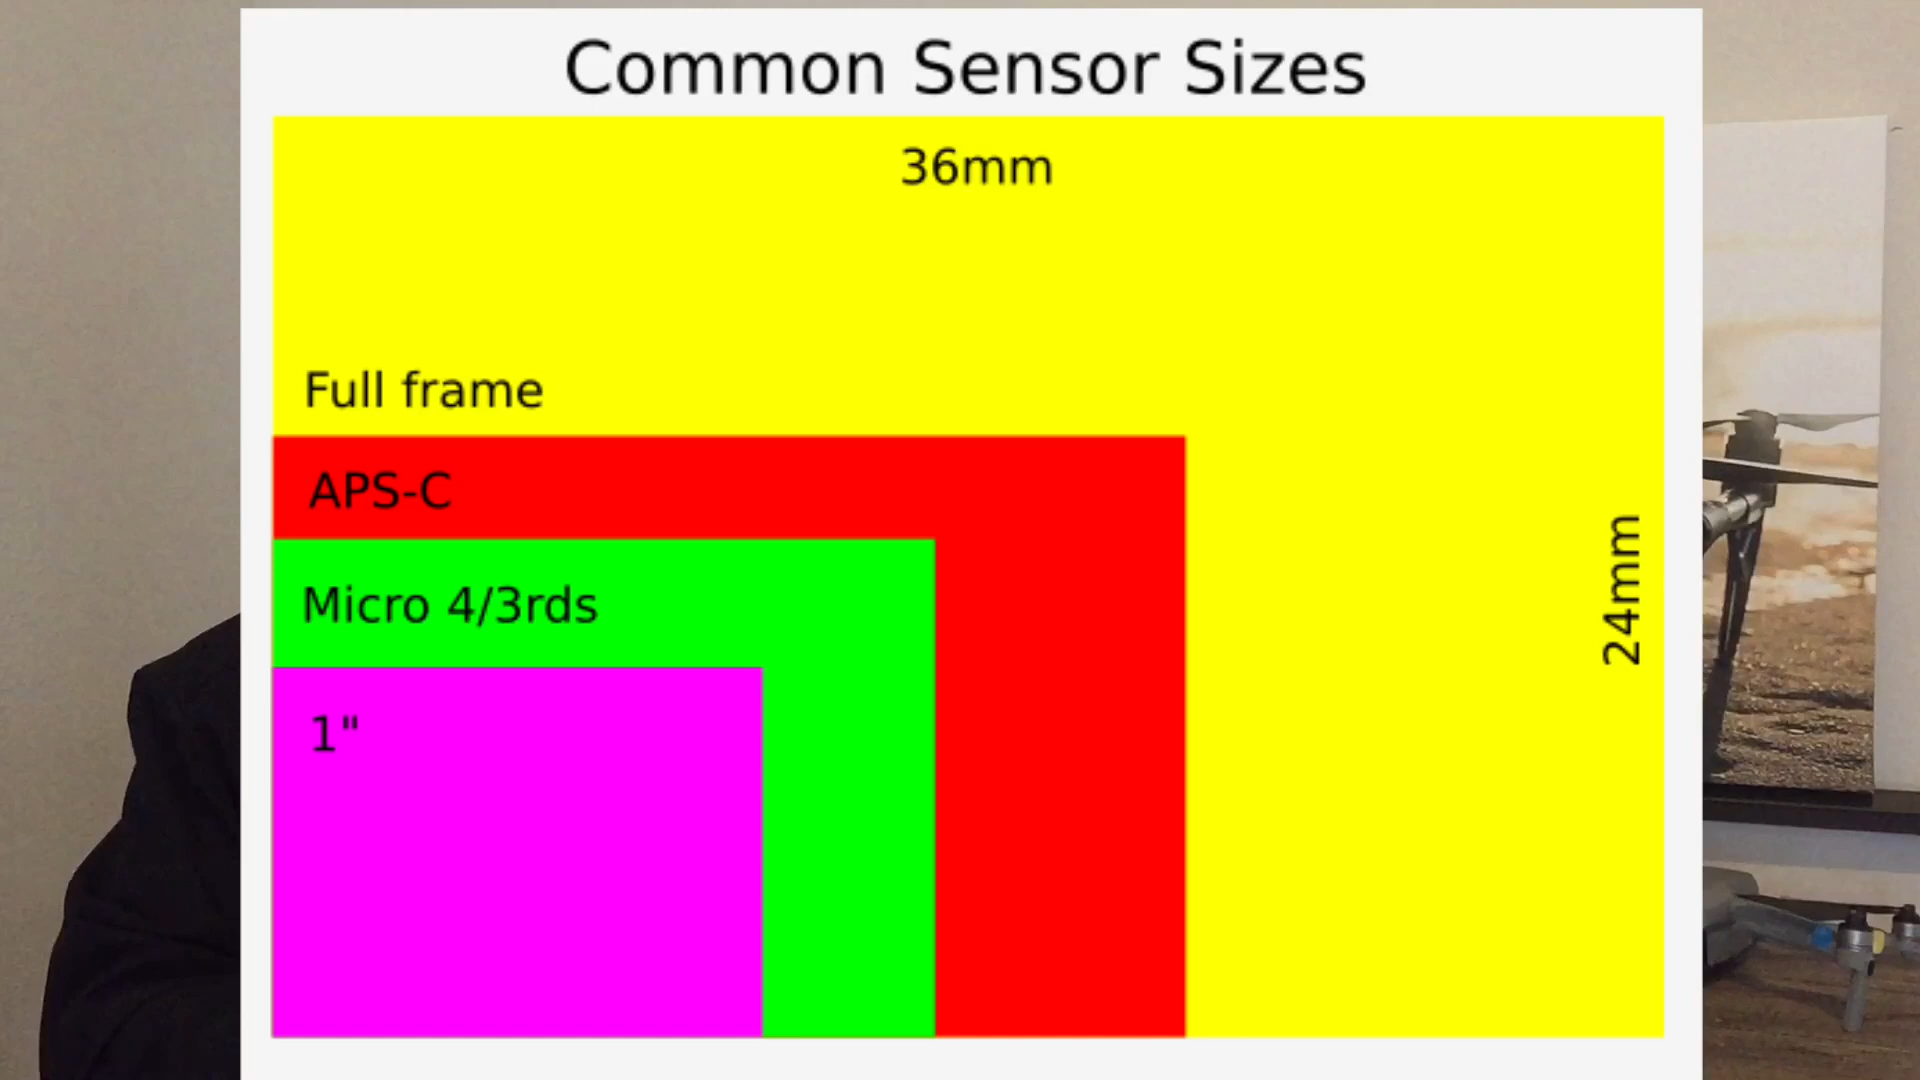 Common Sensor Sizes
36mm
Full frame
APS-C
24mm
Micro 4/3rds
1"